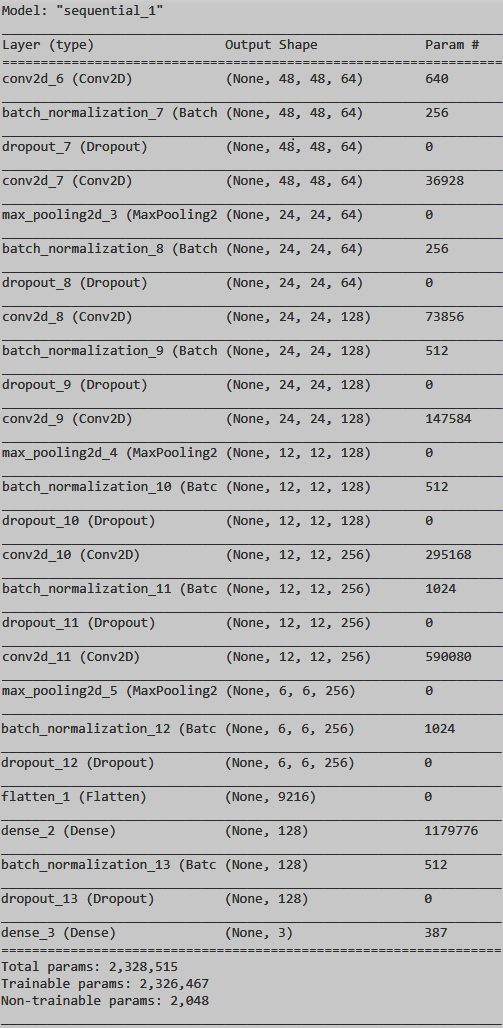 Model: "sequential_1"
Layer (type) Output Shape Param #
conv2d_6 (Conv2D) (None, 48, 48, 64) 640
batch_normalization_7 (Batch (None, 48, 48, 64) 256
dropout_7 (Dropout) (None, 48, 48, 64) 0
conv2d_7 (Conv2D) (None, 48, 48, 64) 36928
max_pooling2d_3 (MaxPooling2 (None, 24, 24, 64) 0
batch_normalization_8 (Batch (None, 24, 24, 64) 256
dropout_8 (Dropout) (None, 24, 24, 64) 0
conv2d_8 (Conv2D) (None, 24, 24, 128) 73856
batch_normalization_9 (Batch (None, 24, 24, 128) 512
dropout_9 (Dropout) (None, 24, 24, 128) 0
conv2d_9 (Conv2D) (None, 24, 24, 128) 147584
max_pooling2d_4 (MaxPooling2 (None, 12, 12, 128) 0
batch_normalization_10 (Batc (None, 12, 12, 128) 512
dropout_10 (Dropout) (None, 12, 12, 128) 0
conv2d_10 (Conv2D) (None, 12, 12, 256) 295168
batch_normalization_11 (Batc (None, 12, 12, 256) 1024
dropout_11 (Dropout) (None, 12, 12, 256) 0
conv2d_11 (Conv2D) (None, 12, 12, 256) 590080
max_pooling2d_5 (MaxPooling2 (None, 6, 6, 256) 0
batch_normalization_12 (Batc (None, 6, 6, 256) 1024
dropout_12 (Dropout) (None, 6, 6, 256) 0
flatten_1 (Flatten) (None, 9216) 0
dense_2 (Dense) (None, 128) 1179776
batch_normalization_13 (Batc (None, 128) 512
dropout_13 (Dropout) (None, 128) 0
dense_3 (Dense) (None, 3) 387
Total params: 2,328,515
Trainable params: 2,326,467
Non-trainable params: 2,048